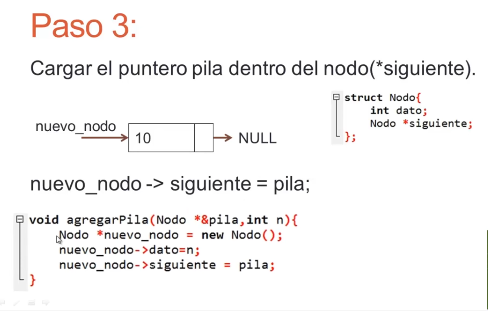 Paso 3:
Cargar el puntero pila dentro del nodo(*siguiente).
nuevo_nodo
10
NULL
struct Nodo{
int dato;
Nodo *siguiente;
};
nuevo_nodo -> siguiente = pila;
void agregarPila(Nodo *&pila,int n){
Nodo *nuevo_nodo = new Nodo();
nuevo_nodo->dato=n;
nuevo_nodo->siguiente = pila;
}